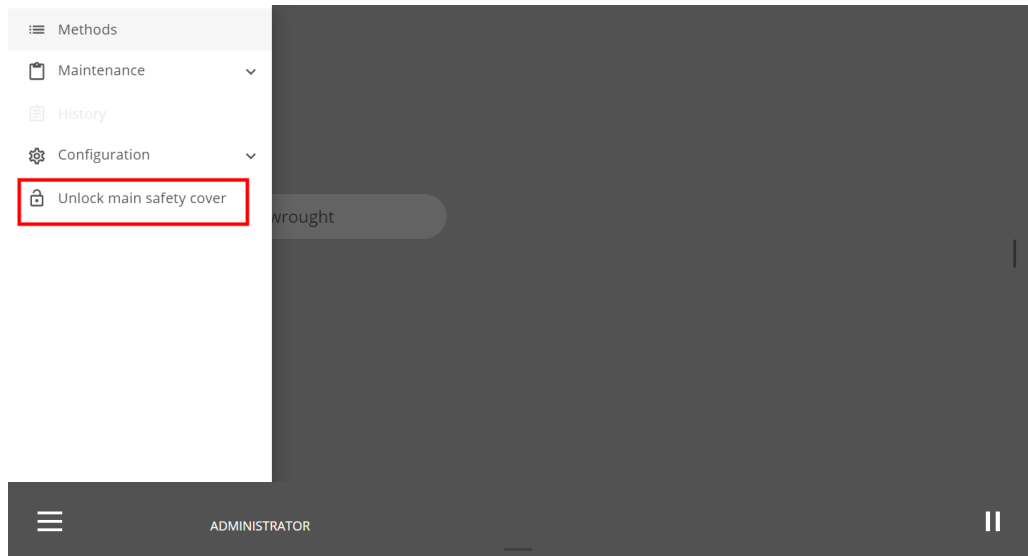 Methods
Maintenance
History
Configuration
Unlock main safety cover
wrought
ADMINISTRATOR